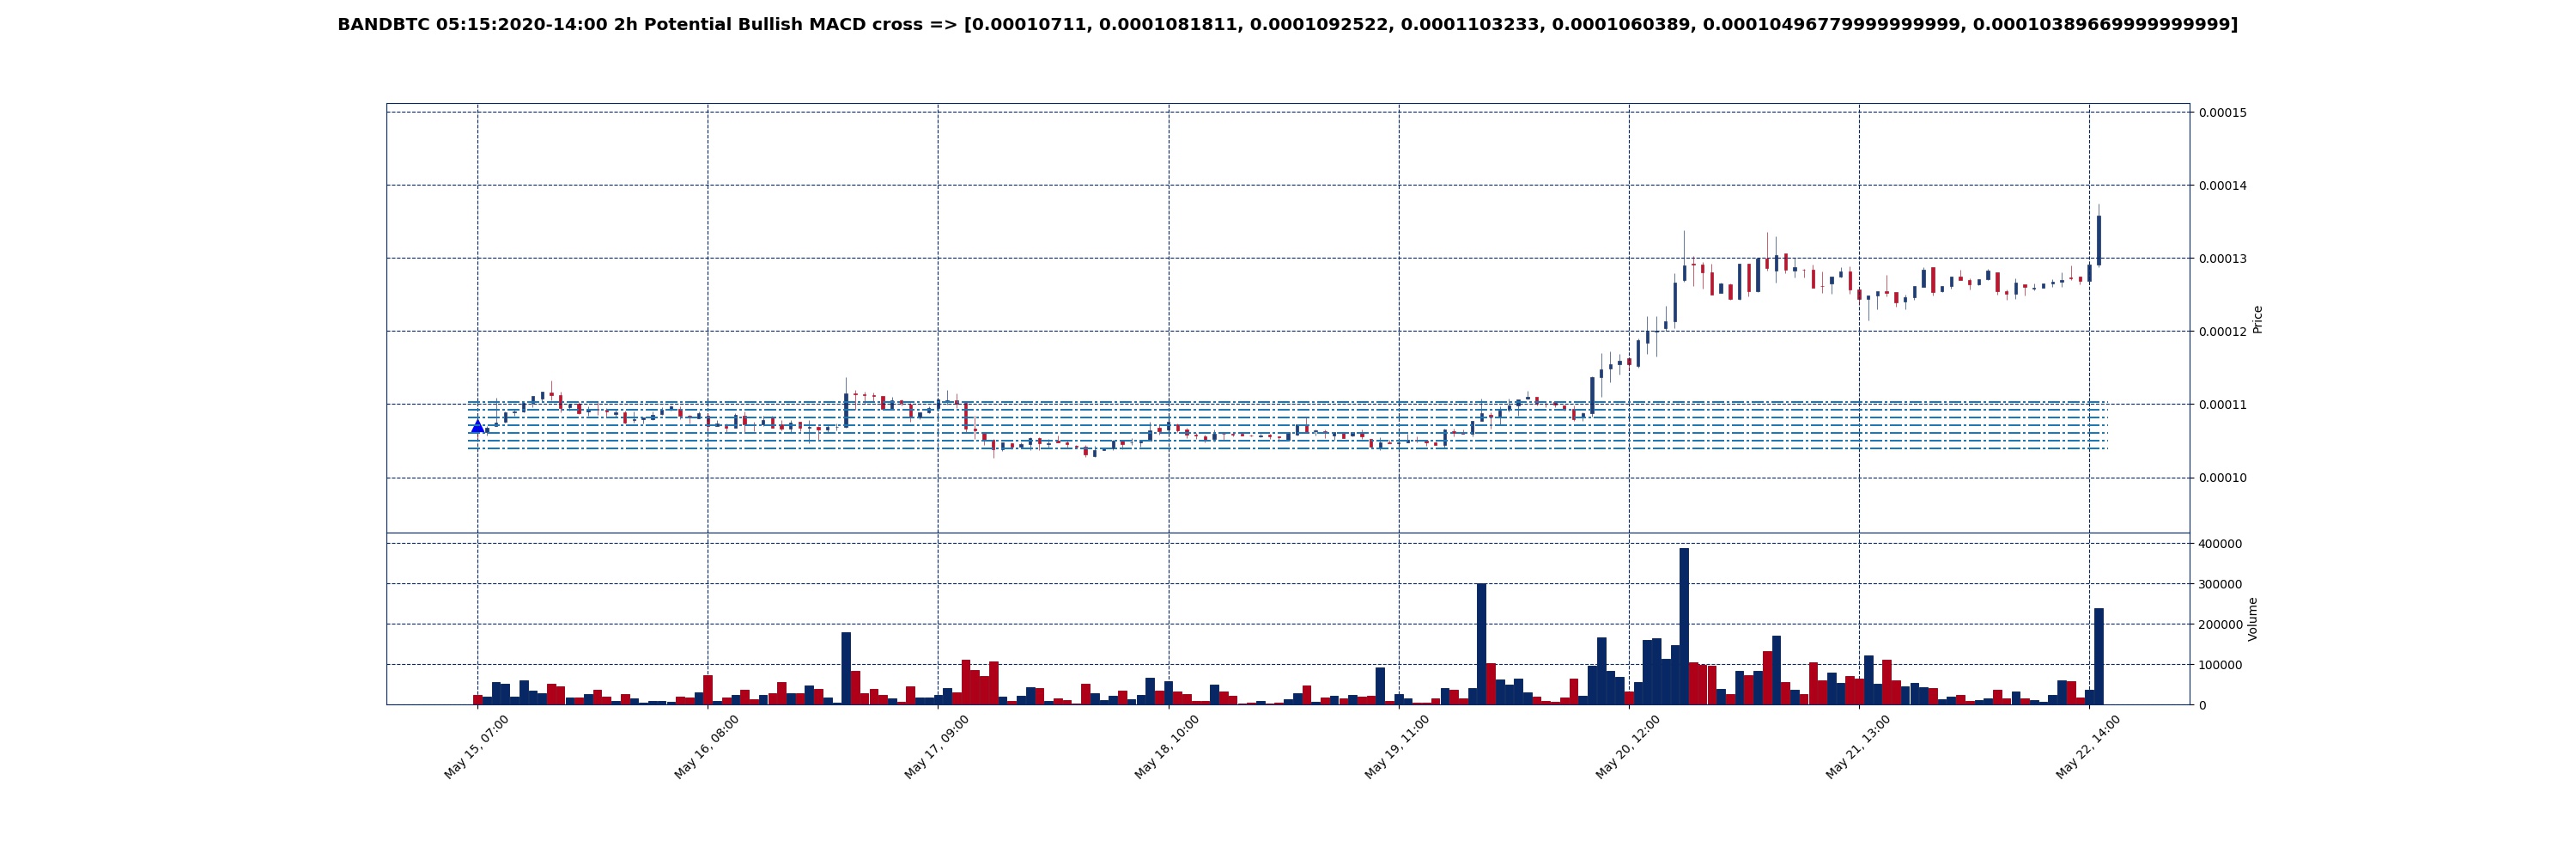 BANDBTC 05:15:2020-14:00 2h Potential Bullish MACD cross => [0.00010711, 0.0001081811, 0.0001092522, 0.0001103233, 0.0001060389, 0.00010496779999999999, 0.00010389669999999999]
0.00015
0.00014
0.00013
0.00012
0.00011
0.00010
Price
400000
300000
200000
100000
0
Volume
May 15, 07:00
May 16, 08:00
May 17, 09:00
May 18, 10:00
May 19, 11:00
May 20, 12:00
May 21, 13:00
May 22, 14:00